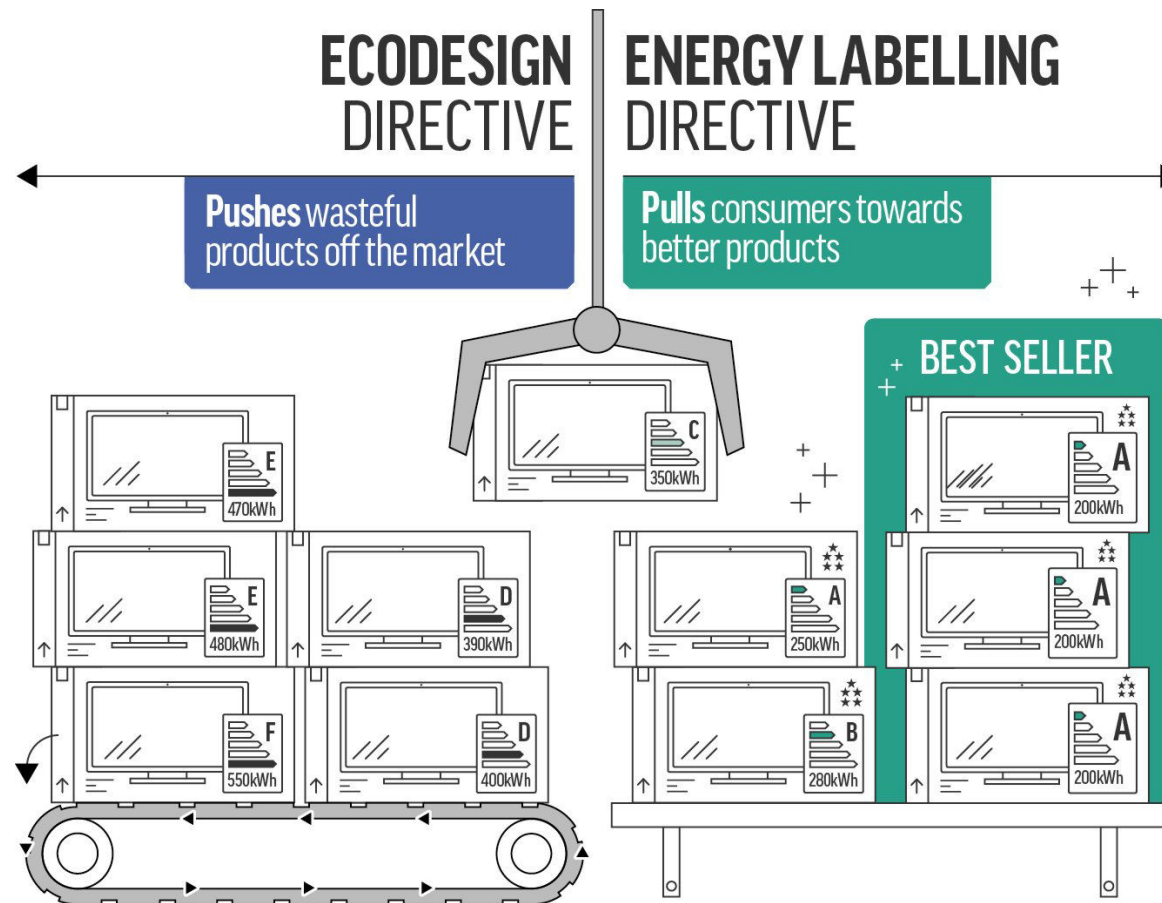 ECODESIGN
DIRECTIVE
ENERGY LABELLING
DIRECTIVE
Pushes wasteful
products off the market
Pulls consumers towards
better products
BEST SELLER
C
350kWh
E
470kWh
E
480kWh
D
390kWh
F
550kWh
D
400kWh
A
250kWh
B
280kWh
A
200kWh
A
200kWh
A
200kWh